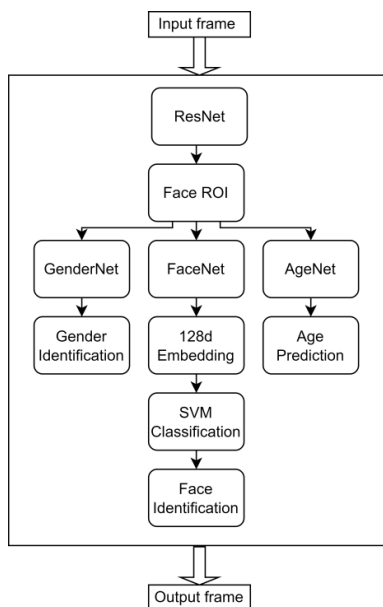 Input frame
ResNet
Face ROI
GenderNet
FaceNet
AgeNet
Gender
Identification
128d
Embedding
Age
Prediction
SVM
Classification
Face
Identification
Output frame